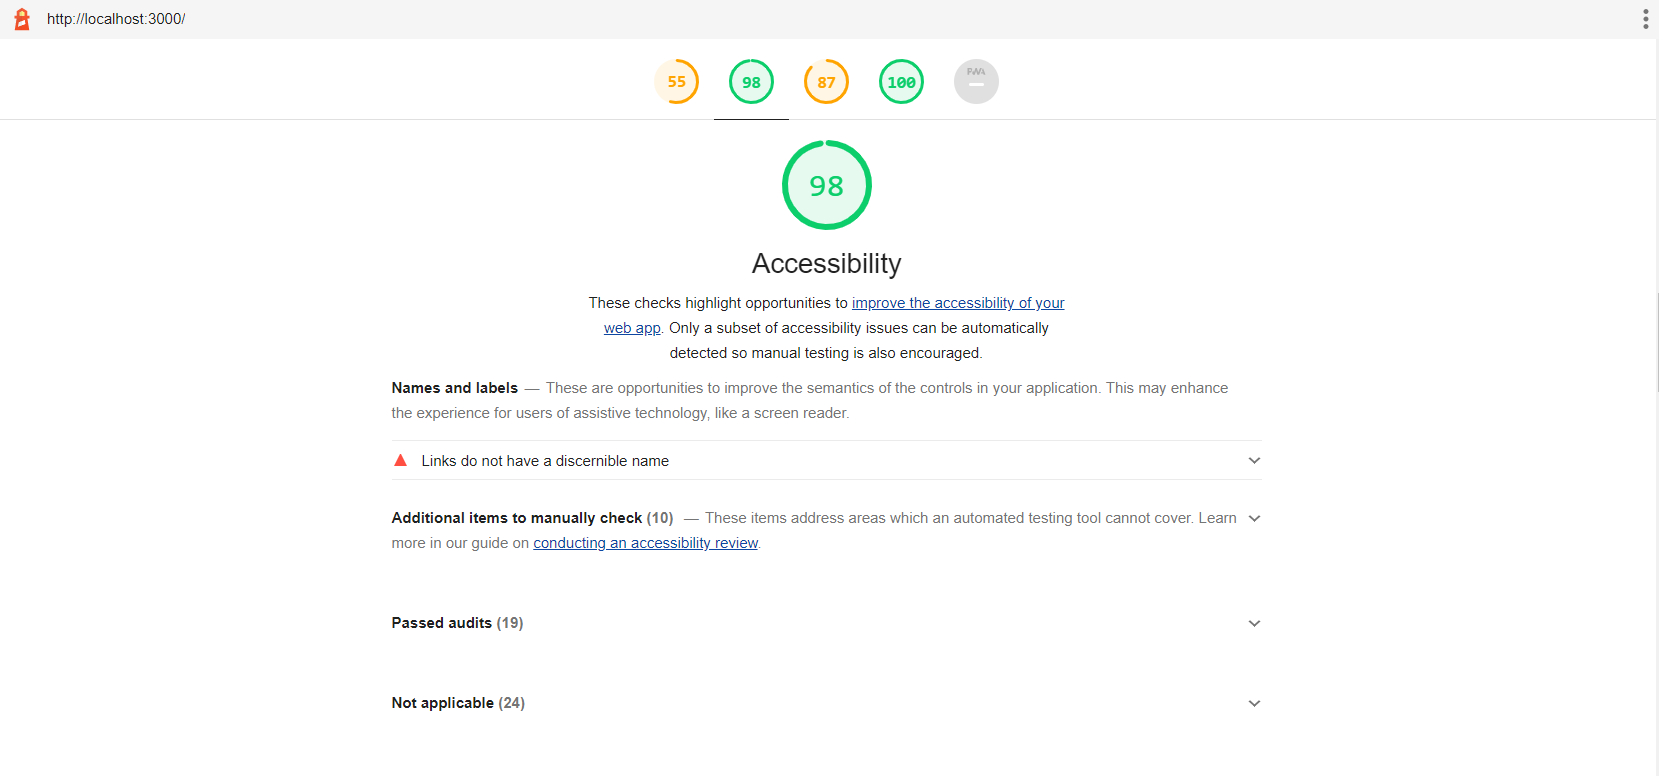 http://localhost:3000/
55
98
87
100
PWA
98
Accessibility
These checks highlight opportunities to improve the accessibility of your
web app. Only a subset of accessibility issues can be automatically
detected so manual testing is also encouraged.
Names and labels — These are opportunities to improve the semantics of the controls in your application. This may enhance
the experience for users of assistive technology, like a screen reader.
Links do not have a discernible name
Additional items to manually check (10) — These items address areas which an automated testing tool cannot cover. Learn
more in our guide on conducting an accessibility review.
Passed audits (19)
Not applicable (24)